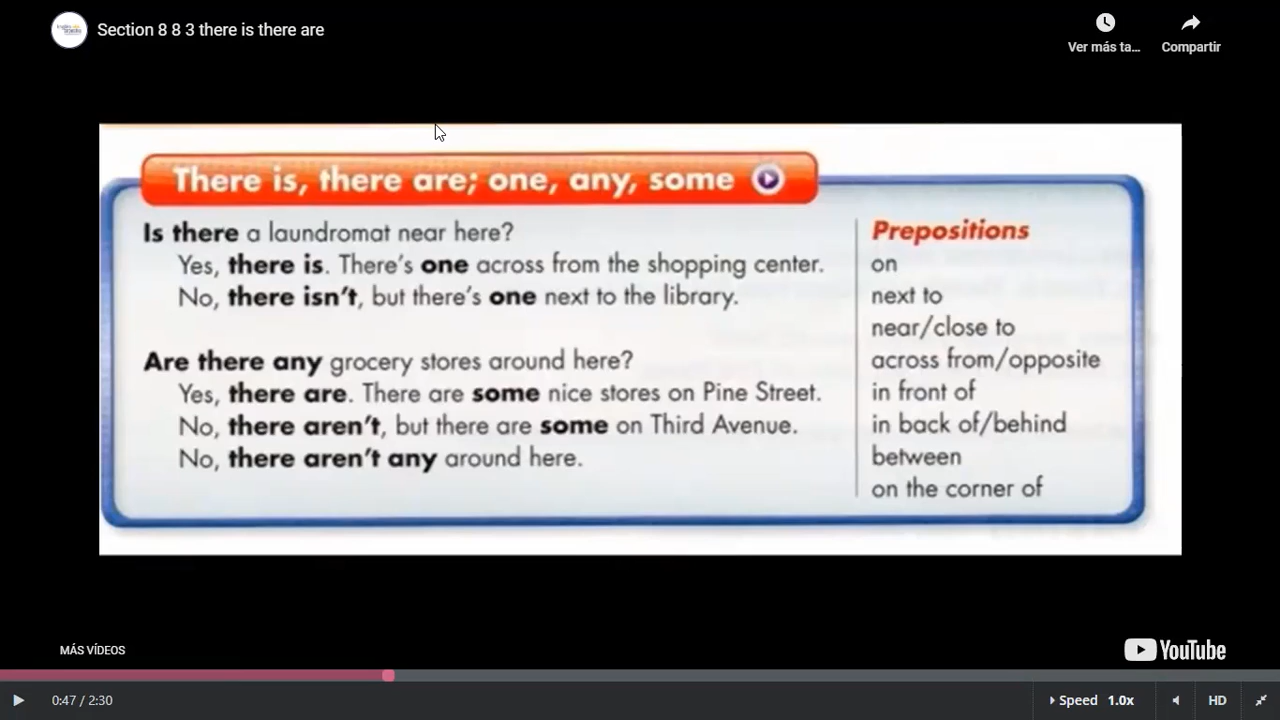 Section 8 8 3 there is there are
Ver más ta...
Compartir
There is, there are; one, any, some
Is there a laundromat near here?
Yes, there is. There's one across from the shopping center.
No, there isn't, but there's one next to the library.
Are there any grocery stores around here?
Yes, there are. There are some nice stores on Pine Street.
No, there aren't, but there are some on Third Avenue.
No, there aren't any around here.
Prepositions
on
next to
near/close to
across from/opposite
in front of
in back of/behind
between
on the corner of
MÁS VÍDEOS
YouTube
0:47 / 2:30
Speed 1.0x
HD